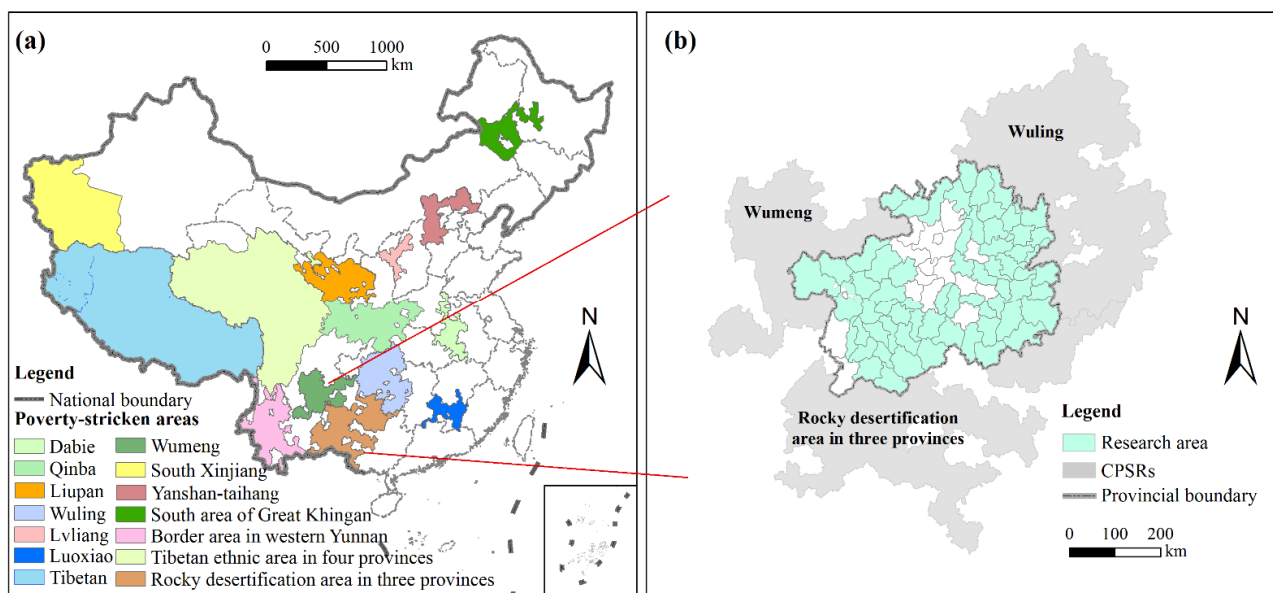 (a)
0 500 1000
km
N
Legend
National boundary
Poverty-stricken areas
Dabie
Qinba
Liupan
Wuling
Lvliang
Luoxiao
Tibetan
Wumeng
South Xinjiang
Yanshan-taihang
South area of Great Khingan
Border area in western Yunnan
Tibetan ethnic area in four provinces
Rocky desertification area in three provinces
(b)
Wuling
Wumeng
Rocky desertification
area in three provinces
N
Legend
Research area
CPSRs
Provincial boundary
0 100 200
km